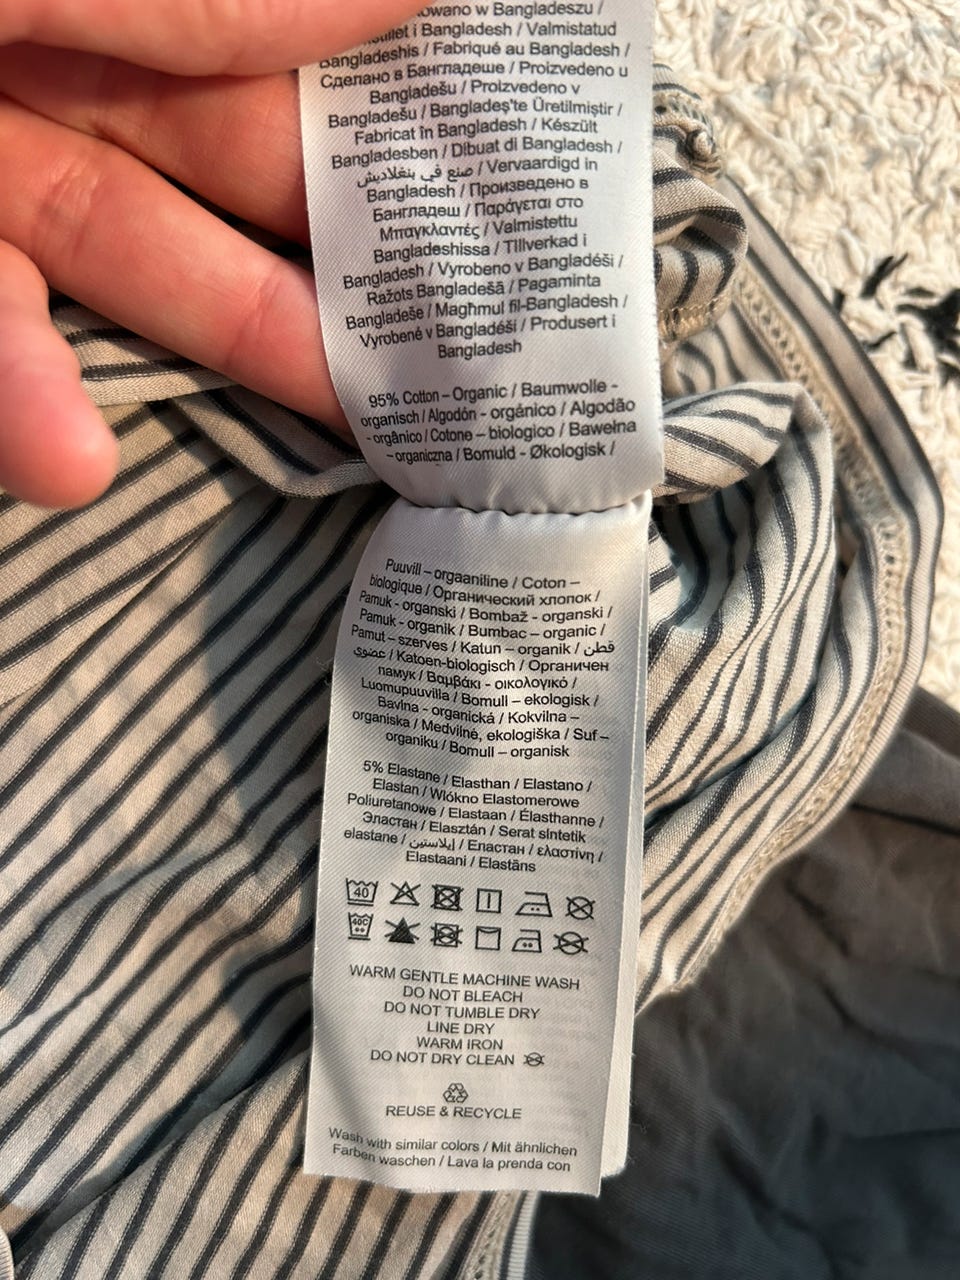 w Bangladeszu /
i Bangladesh / Valmistatud
Bangladeshis / Fabriqué au Bangladesh /
Сделано в Бангладеше / Proizvedeno u
Bangladešu / Proizvedeno v
Bangladešu / Bangladeş'te Üretilmiştir /
Fabricat în Bangladesh / Készült
Bangladesben / Dibuat di Bangladesh /
صنع في بنغلاديش / Vervaardigd in
Bangladesh / Произведено в
Бангладеш / Παράγεται στο
Μπαγκλαντές / Valmistettu
Bangladeshissa / Tillverkad i
Bangladesh / Vyrobeno v Bangladéši /
Ražots Bangladešā / Pagaminta
Bangladeše / Magħmul fil-Bangladesh /
Vyrobené v Bangladéši / Produsert i
Bangladesh
95% Cotton – Organic / Baumwolle -
organisch / Algodón - orgánico / Algodão
- orgânico / Cotone – biologico / Bawełna
– organiczna / Bomuld - Økologisk /
Puuvill – orgaaniline / Coton –
biologique / Органический хлопок /
Pamuk - organski / Bombaž - organski /
Pamuk - organik / Bumbac – organic /
Pamut – szerves / Katun – organik / قطن
عضوي / Katoen-biologisch / Органичен
памук / Βαμβάκι - οικολογικό /
Luomupuuvilla / Bomull – ekologisk /
Bavlna - organická / Kokvilna –
organiska / Medvilnė, ekologiška / Suf –
organiku / Bomull – organisk
5% Elastane / Elasthan / Elastano /
Elastan / Włókno Elastomerowe
Poliuretanowe / Elastaan / Élasthanne /
Эластан / Elasztán / Serat sintetik
elastane / إيلاستين / Еластан / ελαστίνη /
Elastaani / Elastāns
40
40C
WARM GENTLE MACHINE WASH
DO NOT BLEACH
DO NOT TUMBLE DRY
LINE DRY
WARM IRON
DO NOT DRY CLEAN
REUSE & RECYCLE
Wash with similar colors / Mit ähnlichen
Farben waschen / Lava la prenda con